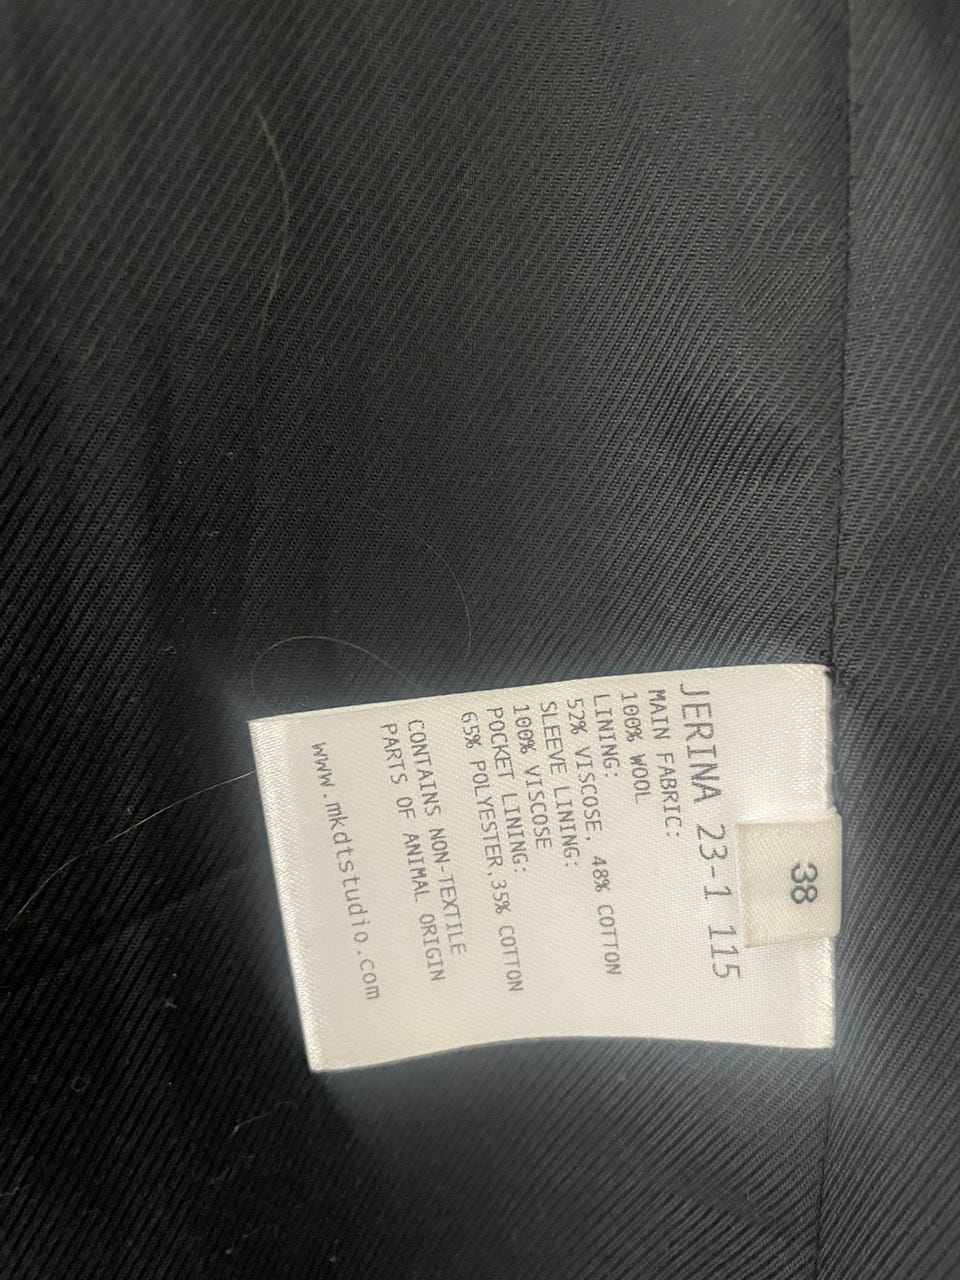 38
JERINA 23-1 115
MAIN FABRIC:
100% WOOL
LINING:
52% VISCOSE, 48% COTTON
SLEEVE LINING:
100% VISCOSE
POCKET LINING:
65% POLYESTER,35% COTTON
CONTAINS NON-TEXTILE
PARTS OF ANIMAL ORIGIN
www.mkdtstudio.com